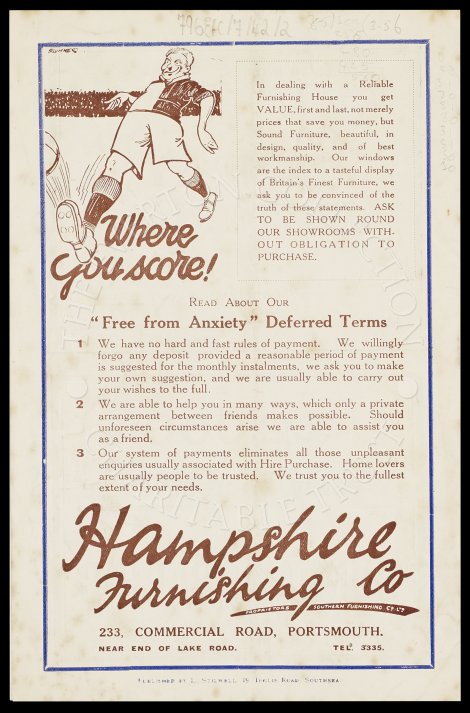 Where
you score!
In dealing with a Reliable
Furnishing House you get
VALUE, first and last, not merely
prices that save you money, but
Sound Furniture, beautiful, in
design, quality, and of best
workmanship. Our windows
are the index to a tasteful display
of Britain's Finest Furniture, we
ask you to be convinced of the
truth of these statements. ASK
TO BE SHOWN ROUND
OUR SHOWROOMS WITH-
OUT OBLIGATION TO
PURCHASE.
READ ABOUT OUR
"Free from Anxiety" Deferred Terms
1 We have no hard and fast rules of payment. We willingly
forgo any deposit provided a reasonable period of payment
is suggested for the monthly instalments, we ask you to make
your own suggestion, and we are usually able to carry out
your wishes to the full.
2 We are able to help you in many ways, which only a private
arrangement between friends makes possible. Should
unforeseen circumstances arise we are able to assist you
as a friend.
3 Our system of payments eliminates all those unpleasant
enquiries usually associated with Hire Purchase. Home lovers
are usually people to be trusted. We trust you to the fullest
extent of your needs.
Hampshire
Furnishing Co
PROPRIETORS SOUTHERN FURNISHING CO. LTD
233, COMMERCIAL ROAD, PORTSMOUTH.
NEAR END OF LAKE ROAD. TEL. 3335.
PUBLISHED BY L. STILWELL ROAD, SOUTHSEA